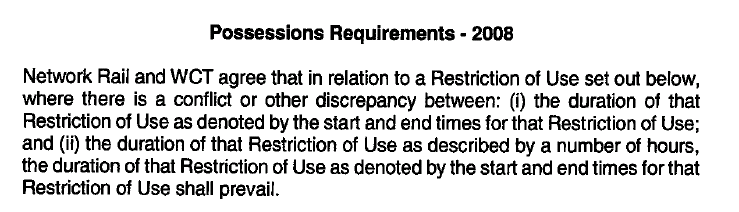 Possessions Requirements - 2008
Network Rail and WCT agree that in relation to a Restriction of Use set out below,
where there is a conflict or other discrepancy between: (i) the duration of that
Restriction of Use as denoted by the start and end times for that Restriction of Use;
and (ii) the duration of that Restriction of Use as described by a number of hours,
the duration of that Restriction of Use as denoted by the start and end times for that
Restriction of Use shall prevail.